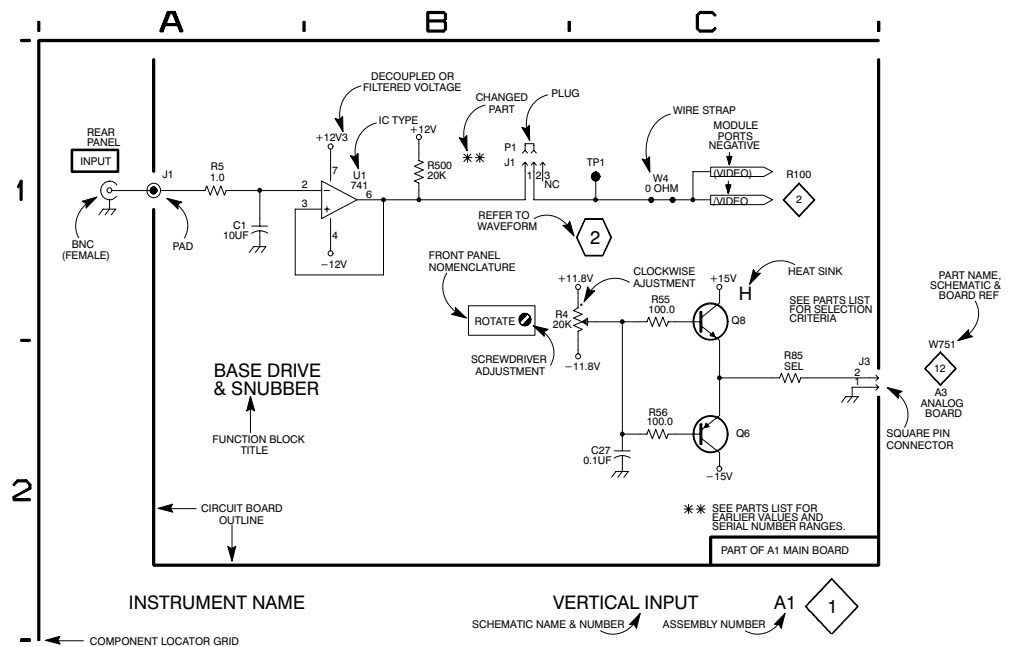 A
B
C
1
2
DECOUPLED OR
FILTERED VOLTAGE
CHANGED
PART
PLUG
IC TYPE
WIRE STRAP
MODULE
PORTS
NEGATIVE
REAR
PANEL
INPUT
BNC
(FEMALE)
J1
PAD
R5
1.0
C1
10UF
+12V3
7
U1
741
2
3
6
−
+
4
−12V
+12V
R500
20K
**
P1
J1
1 2 3
NC
TP1
W4
0 OHM
(VIDEO)
(VIDEO
R100
2
REFER TO
WAVEFORM
2
FRONT PANEL
NOMENCLATURE
ROTATE
SCREWDRIVER
ADJUSTMENT
CLOCKWISE
AJUSTMENT
+11.8V
R4
20K
−11.8V
R55
100.0
+15V
H
HEAT SINK
Q8
SEE PARTS LIST
FOR SELECTION
CRITERIA
PART NAME,
SCHEMATIC &
BOARD REF
W751
12
A3
ANALOG
BOARD
R85
SEL
J3
2
1
SQUARE PIN
CONNECTOR
R56
100.0
C27
0.1UF
Q6
−15V
BASE DRIVE
& SNUBBER
FUNCTION BLOCK
TITLE
CIRCUIT BOARD
OUTLINE
** SEE PARTS LIST FOR
EARLIER VALUES AND
SERIAL NUMBER RANGES.
PART OF A1 MAIN BOARD
INSTRUMENT NAME
VERTICAL INPUT
A1
1
SCHEMATIC NAME & NUMBER
ASSEMBLY NUMBER
COMPONENT LOCATOR GRID